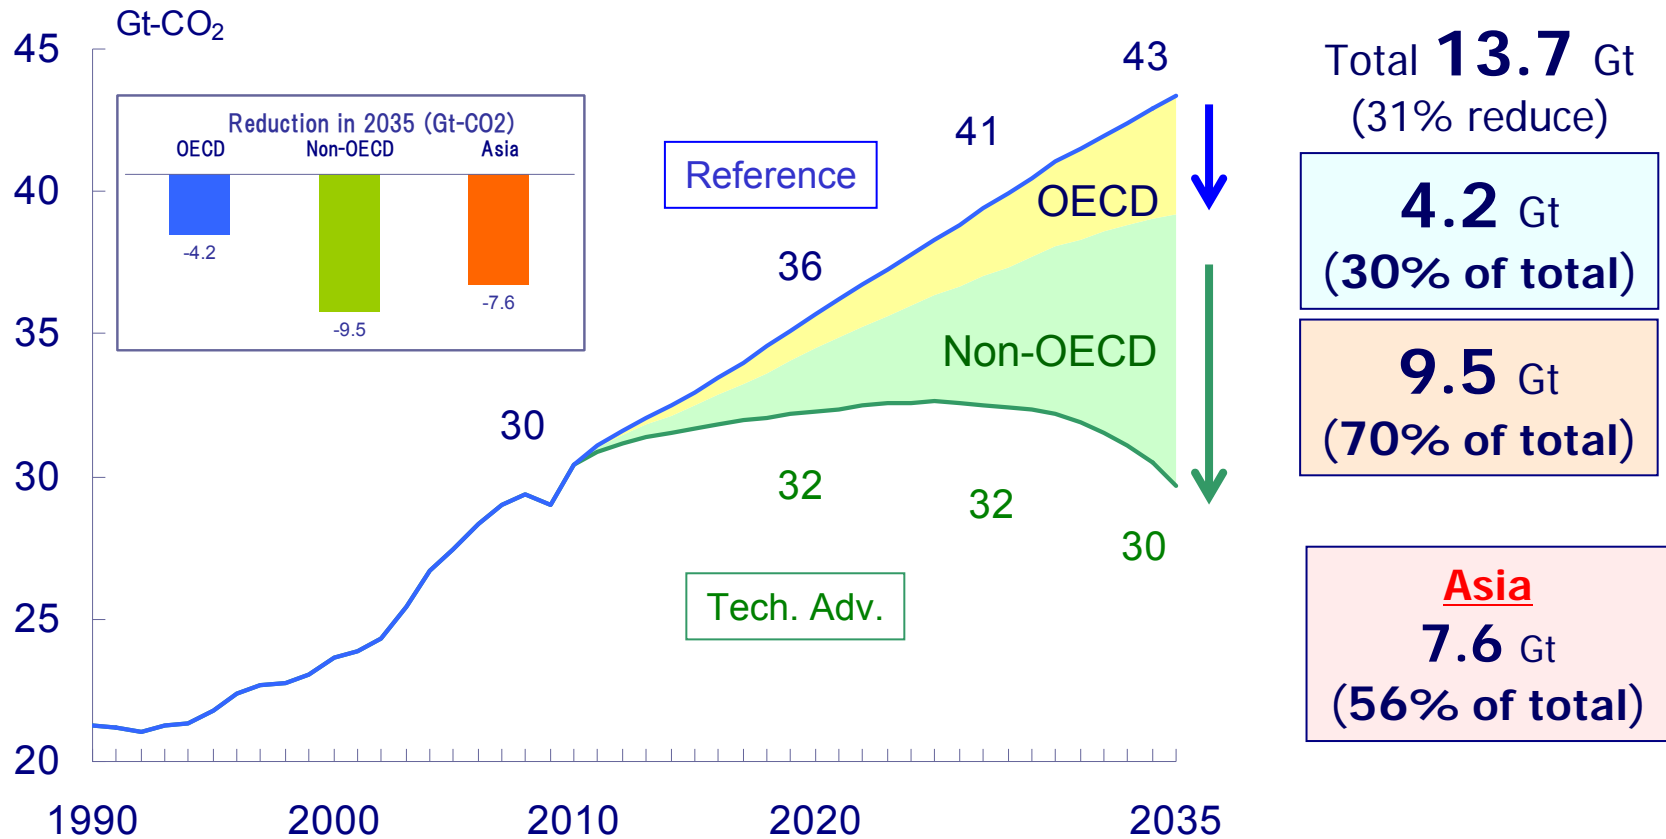 Gt-CO₂
45
40
35
30
25
20
1990
2000
2010
2020
2035
Reduction in 2035 (Gt-CO2)
OECD
Non-OECD
Asia
-4.2
-9.5
-7.6
Reference
30
36
41
43
OECD
Non-OECD
32
32
30
Tech. Adv.
Total 13.7 Gt
(31% reduce)
4.2 Gt
(30% of total)
9.5 Gt
(70% of total)
Asia
7.6 Gt
(56% of total)